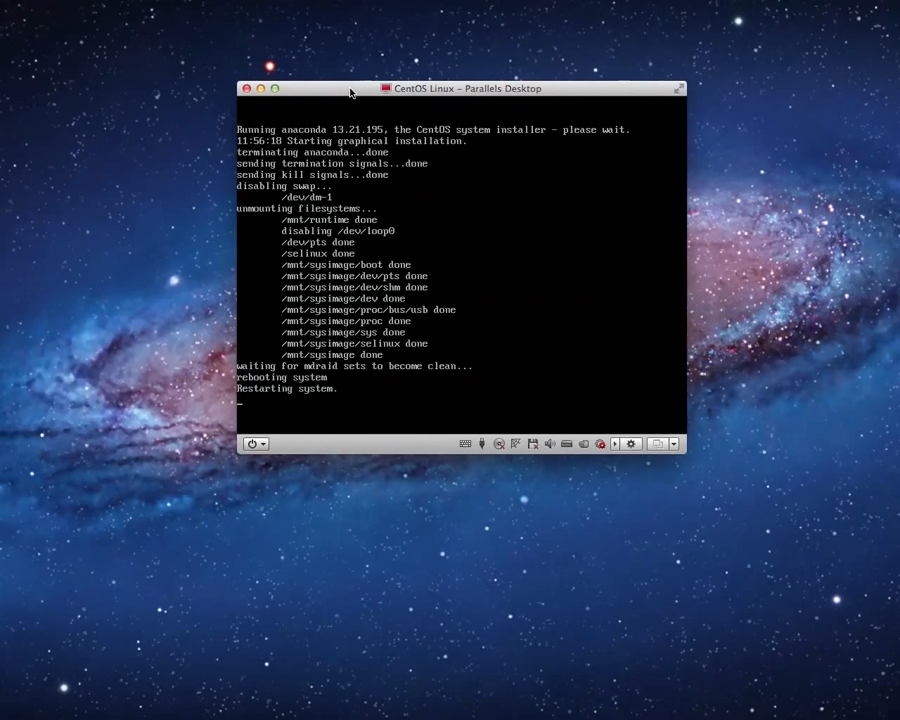 CentOS Linux – Parallels Desktop
Running anaconda 13.21.195, the CentOS system installer - please wait.
11:56:18 Starting graphical installation.
terminating anaconda...done
sending termination signals...done
sending kill signals...done
disabling swap...
/dev/dm-1
unmounting filesystems...
/mnt/runtime done
disabling /dev/loop0
/dev/pts done
/selinux done
/mnt/sysimage/boot done
/mnt/sysimage/dev/pts done
/mnt/sysimage/dev/shm done
/mnt/sysimage/dev done
/mnt/sysimage/proc/bus/usb done
/mnt/sysimage/proc done
/mnt/sysimage/sys done
/mnt/sysimage/selinux done
/mnt/sysimage done
waiting for mdraid sets to become clean...
rebooting system
Restarting system.